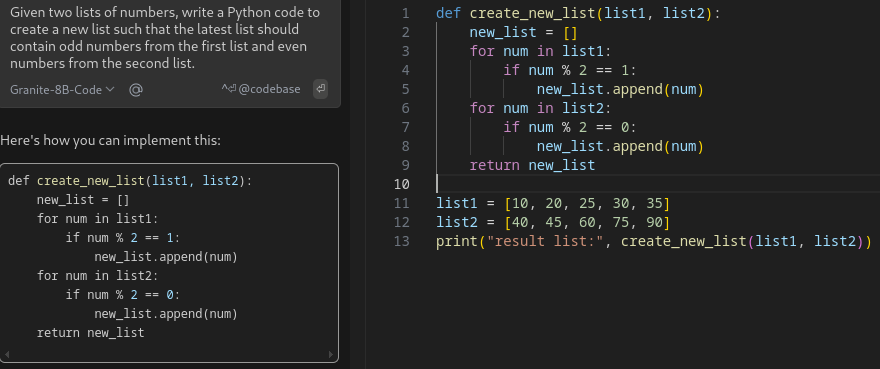 Given two lists of numbers, write a Python code to
create a new list such that the latest list should
contain odd numbers from the first list and even
numbers from the second list.
Granite-8B-Code @ ^⏎ @codebase ⏎
Here's how you can implement this:
def create_new_list(list1, list2):
    new_list = []
    for num in list1:
        if num % 2 == 1:
            new_list.append(num)
    for num in list2:
        if num % 2 == 0:
            new_list.append(num)
    return new_list
1 def create_new_list(list1, list2):
2     new_list = []
3     for num in list1:
4         if num % 2 == 1:
5             new_list.append(num)
6     for num in list2:
7         if num % 2 == 0:
8             new_list.append(num)
9     return new_list
10
11 list1 = [10, 20, 25, 30, 35]
12 list2 = [40, 45, 60, 75, 90]
13 print("result list:", create_new_list(list1, list2))